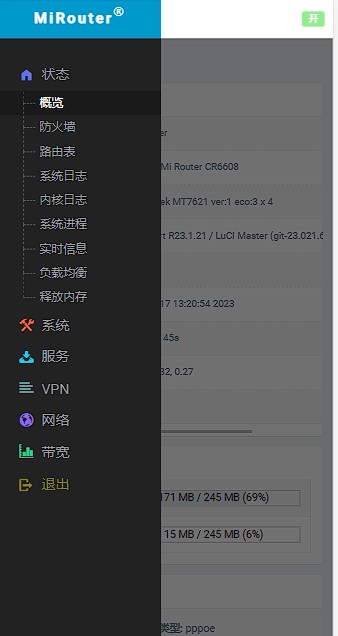 MiRouter®
开
状态
概览
防火墙
路由表
系统日志
内核日志
系统进程
实时信息
负载均衡
释放内存
系统
服务
VPN
网络
带宽
退出
er
Mi Router CR6608
ek MT7621 ver:1 eco:3 x 4
rt R23.1.21 / LuCI Master (git-23.021.6
17 13:20:54 2023
45s
32, 0.27
171 MB / 245 MB (69%)
15 MB / 245 MB (6%)
类型: pppoe